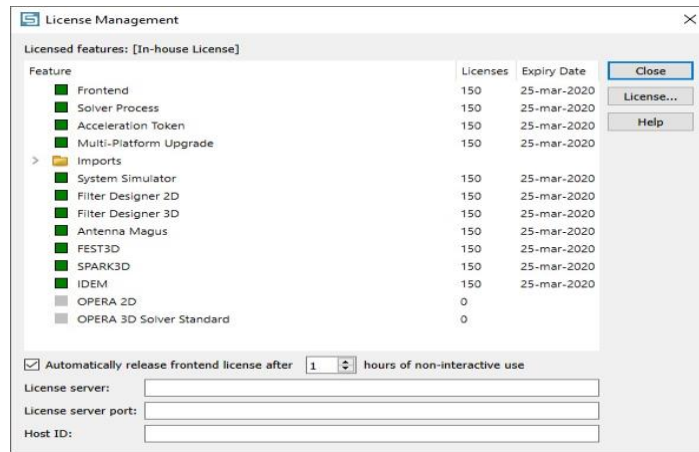 License Management
Licensed features: [In-house License]
Feature Licenses Expiry Date
Frontend 150 25-mar-2020
Solver Process 150 25-mar-2020
Acceleration Token 150 25-mar-2020
Multi-Platform Upgrade 150 25-mar-2020
Imports
System Simulator 150 25-mar-2020
Filter Designer 2D 150 25-mar-2020
Filter Designer 3D 150 25-mar-2020
Antenna Magus 150 25-mar-2020
FEST3D 150 25-mar-2020
SPARK3D 150 25-mar-2020
IDEM 150 25-mar-2020
OPERA 2D 0
OPERA 3D Solver Standard 0
Close
License...
Help
Automatically release frontend license after 1 hours of non-interactive use
License server:
License server port:
Host ID: